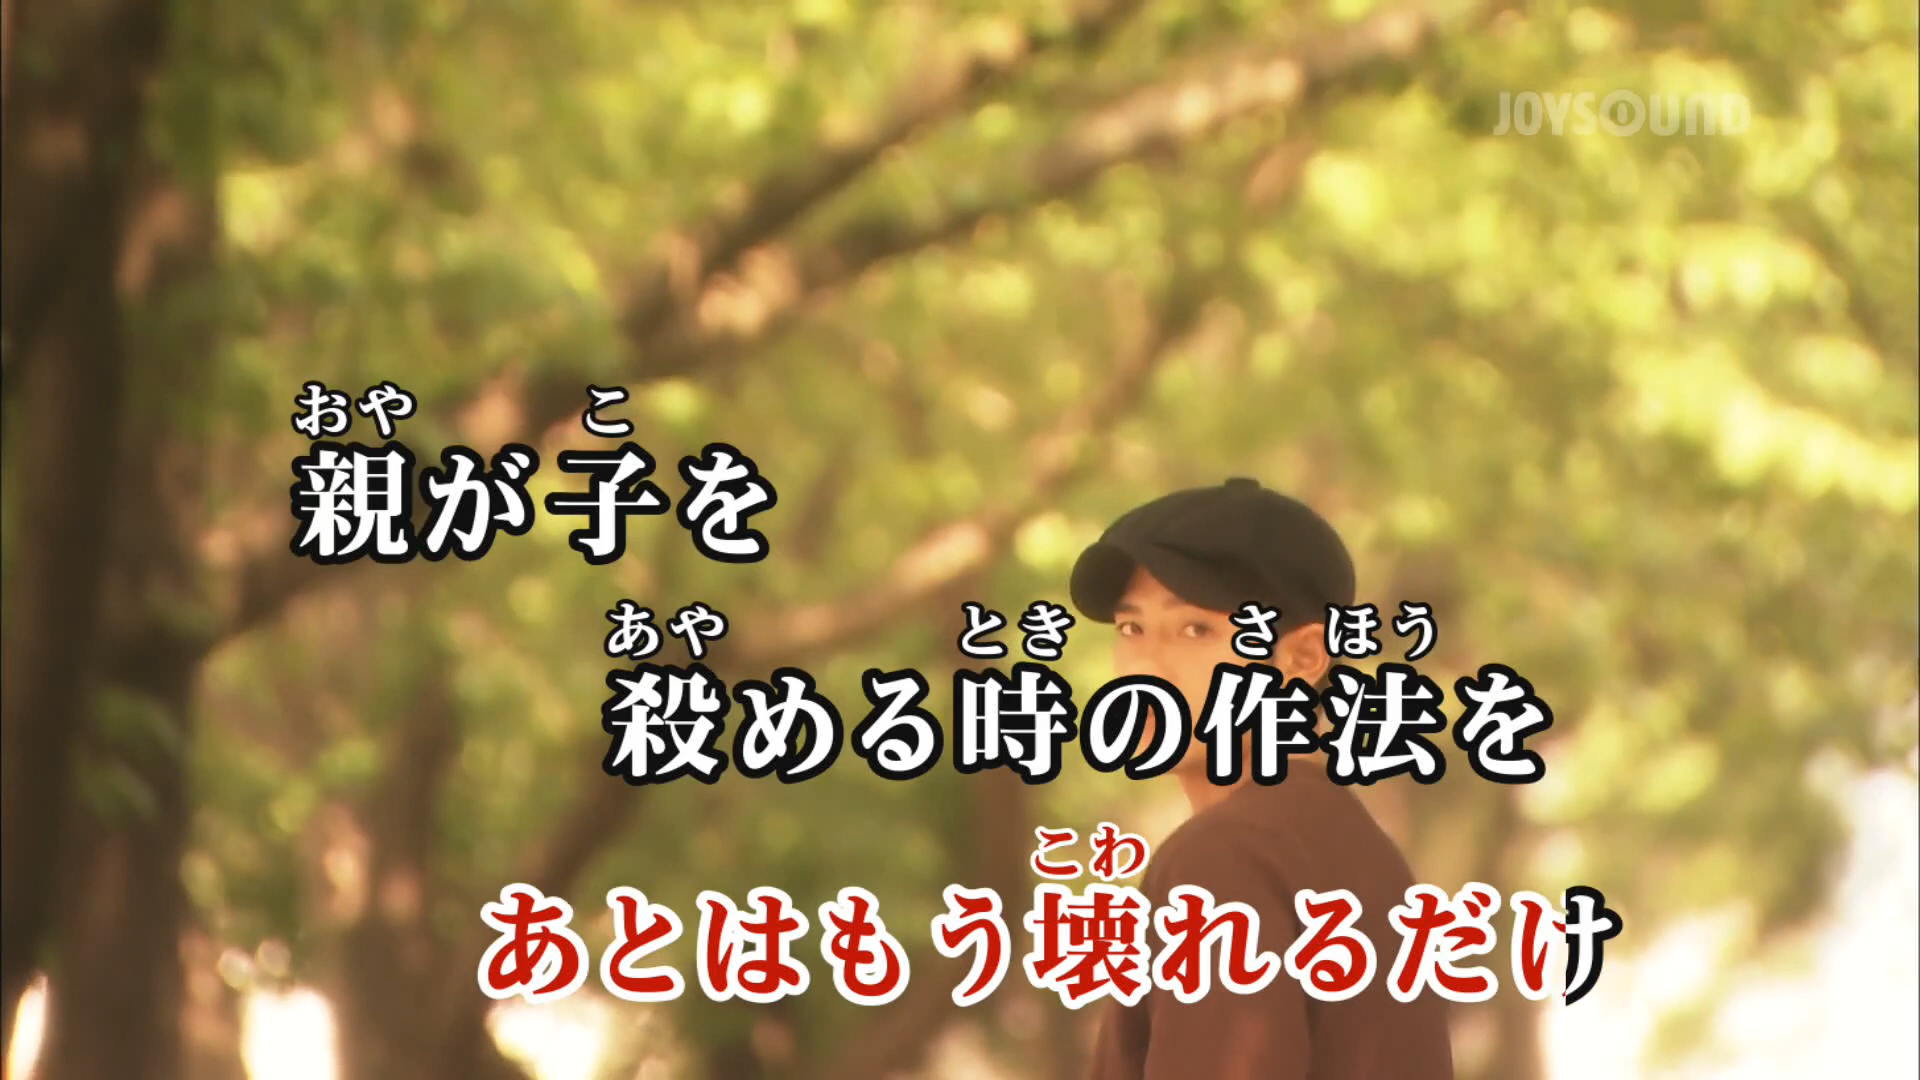 JOYSOUND
おや こ
親が子を
あや とき さ ほう
殺める時の作法を
こわ
あとはもう壊れるだけ